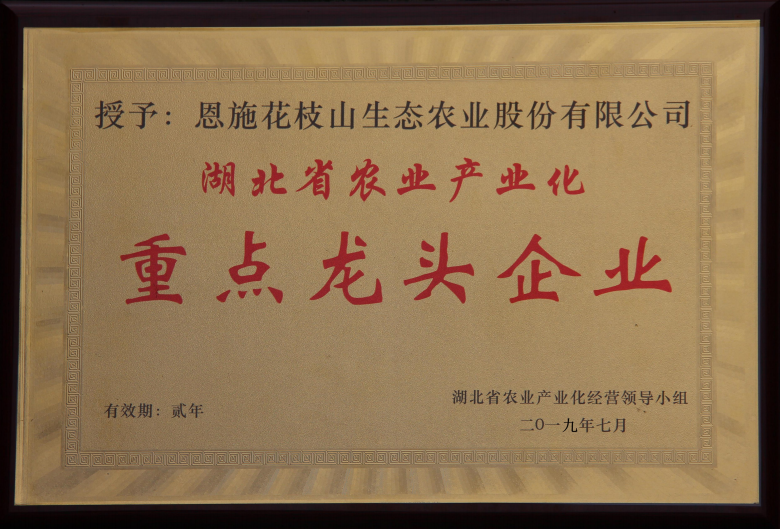 授予：恩施花枝山生态农业股份有限公司
湖北省农业产业化
重点龙头企业
有效期：贰年
湖北省农业产业化经营领导小组
二〇一九年七月